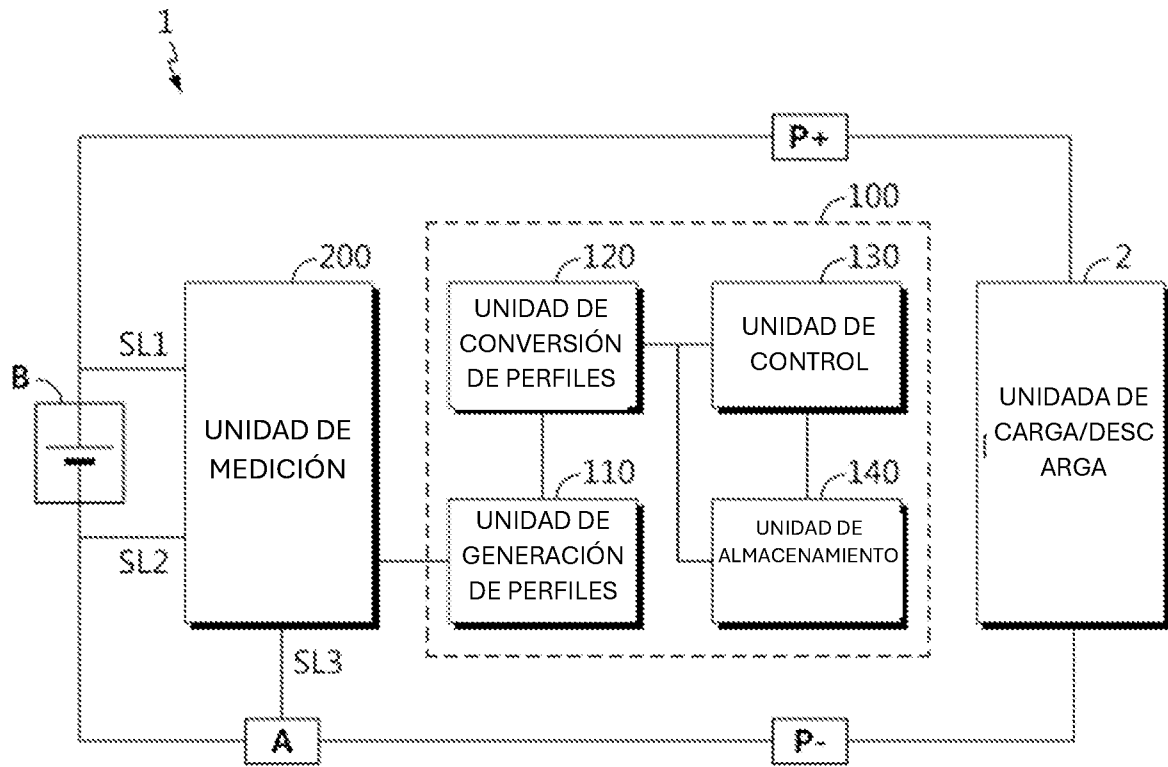 1
P+
100
200
120
130
2
UNIDAD DE
CONVERSIÓN
DE PERFILES
UNIDAD DE
CONTROL
SL1
B
UNIDAD DE
MEDICIÓN
UNIDADA DE
CARGA/DESC
ARGA
110
140
UNIDAD DE
GENERACIÓN
DE PERFILES
UNIDAD DE
ALMACENAMIENTO
SL2
SL3
A
P-